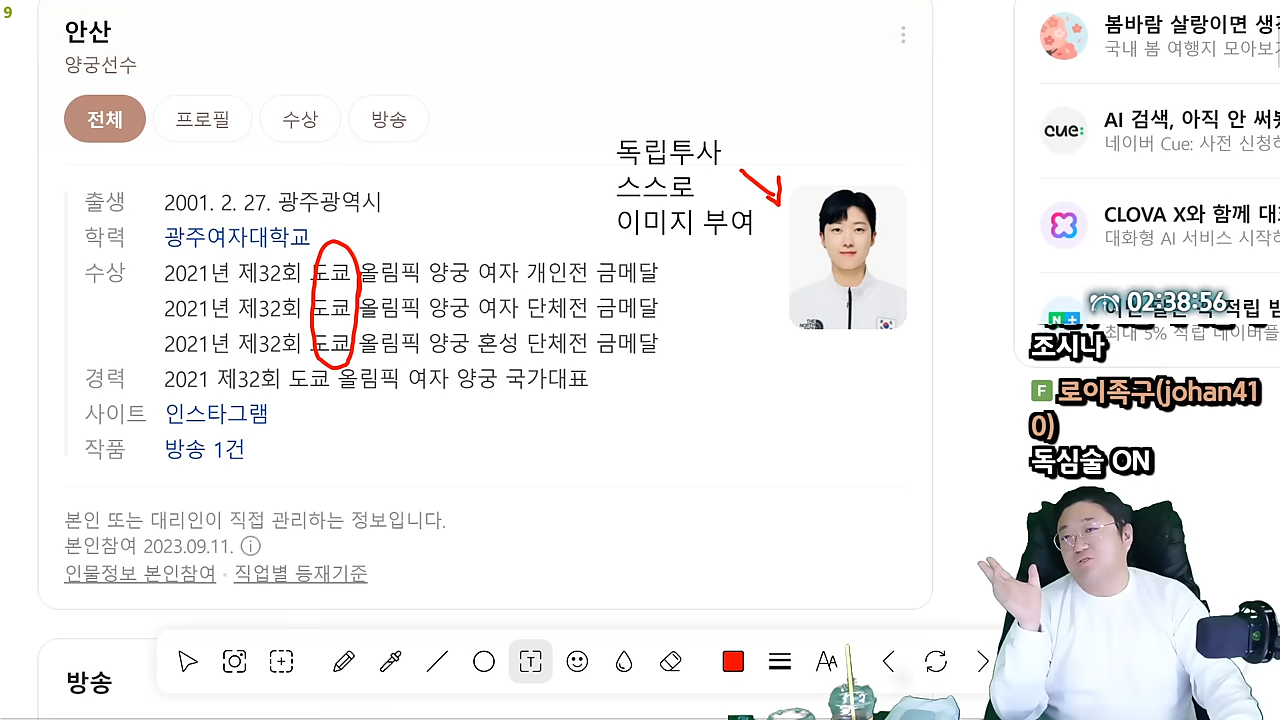 9
안산
양궁선수
전체 프로필 수상 방송
독립투사
스스로
이미지 부여
출생 2001. 2. 27. 광주광역시
학력 광주여자대학교
수상 2021년 제32회 도쿄 올림픽 양궁 여자 개인전 금메달
2021년 제32회 도쿄 올림픽 양궁 여자 단체전 금메달
2021년 제32회 도쿄 올림픽 양궁 혼성 단체전 금메달
경력 2021 제32회 도쿄 올림픽 여자 양궁 국가대표
사이트 인스타그램
작품 방송 1건
본인 또는 대리인이 직접 관리하는 정보입니다.
본인참여 2023.09.11.
인물정보 본인참여 · 직업별 등재기준
방송
봄바람 살랑이면
국내 봄 여행지 모아보
cue:
AI 검색, 아직 안
네이버 Cue: 사전
CLOVA X와 함께
대화형 AI 서비스
02:38:56
N +
적립
최대 5% 적립
조시나
F 로이족구(johan41
0)
독심술 ON
THE
NORTH
T